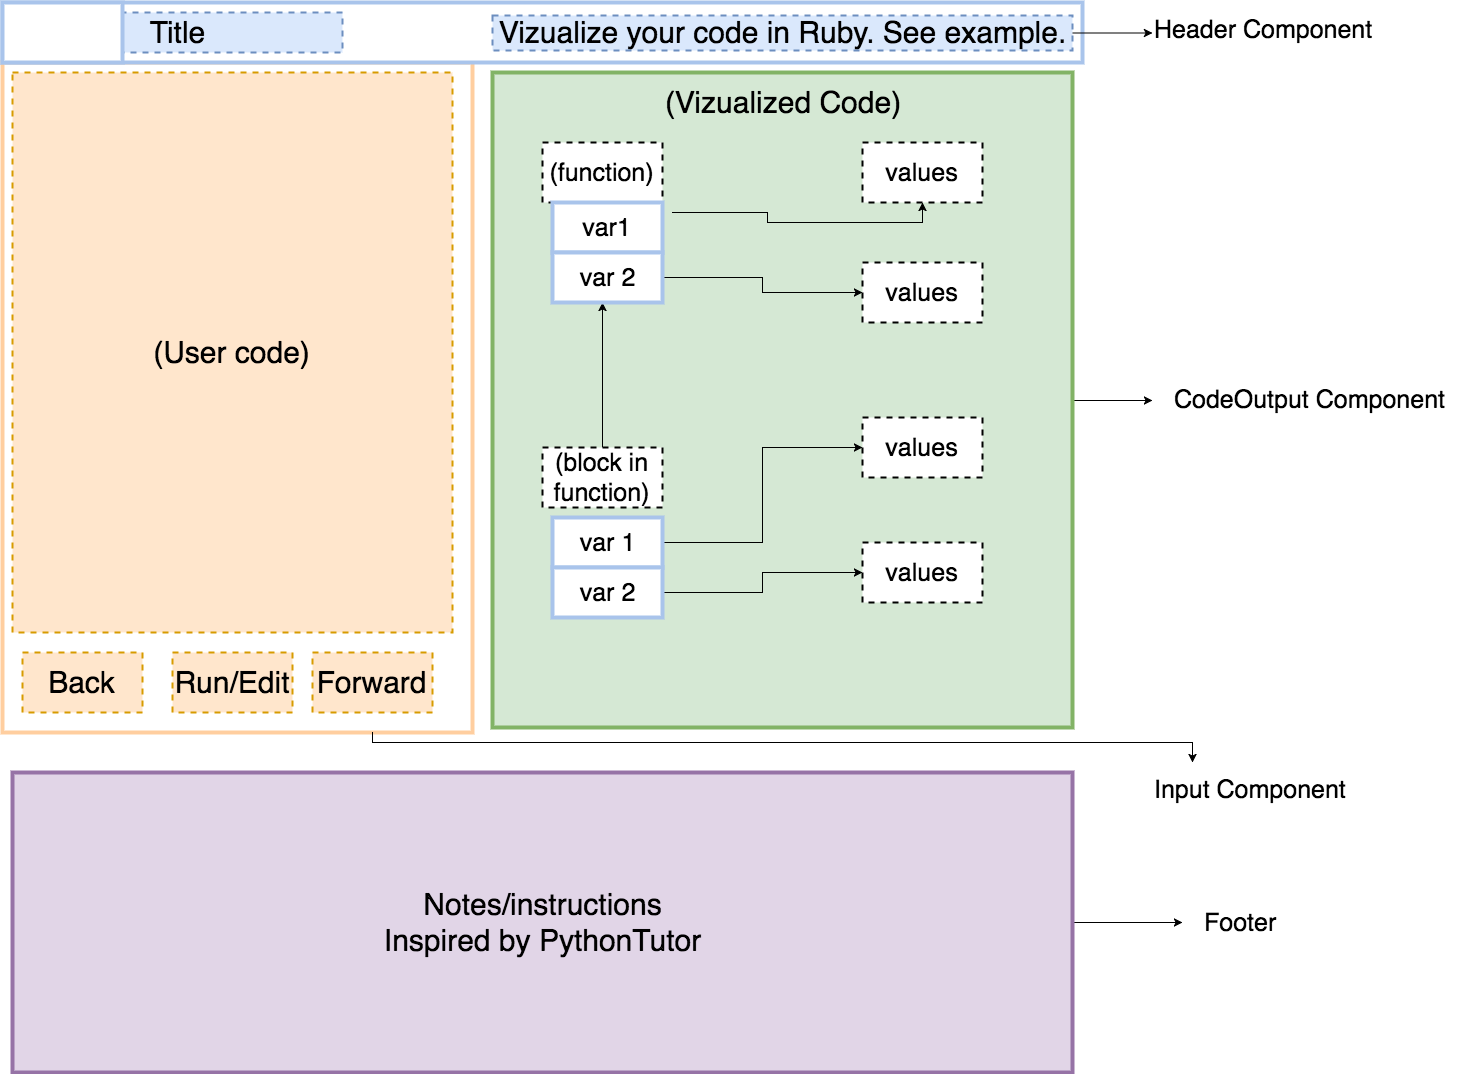 Title
Vizualize your code in Ruby. See example.
Header Component
(User code)
Back
Run/Edit
Forward
(Vizualized Code)
(function)
values
var1
var 2
values
(block in
function)
values
var 1
var 2
values
CodeOutput Component
Input Component
Notes/instructions
Inspired by PythonTutor
Footer